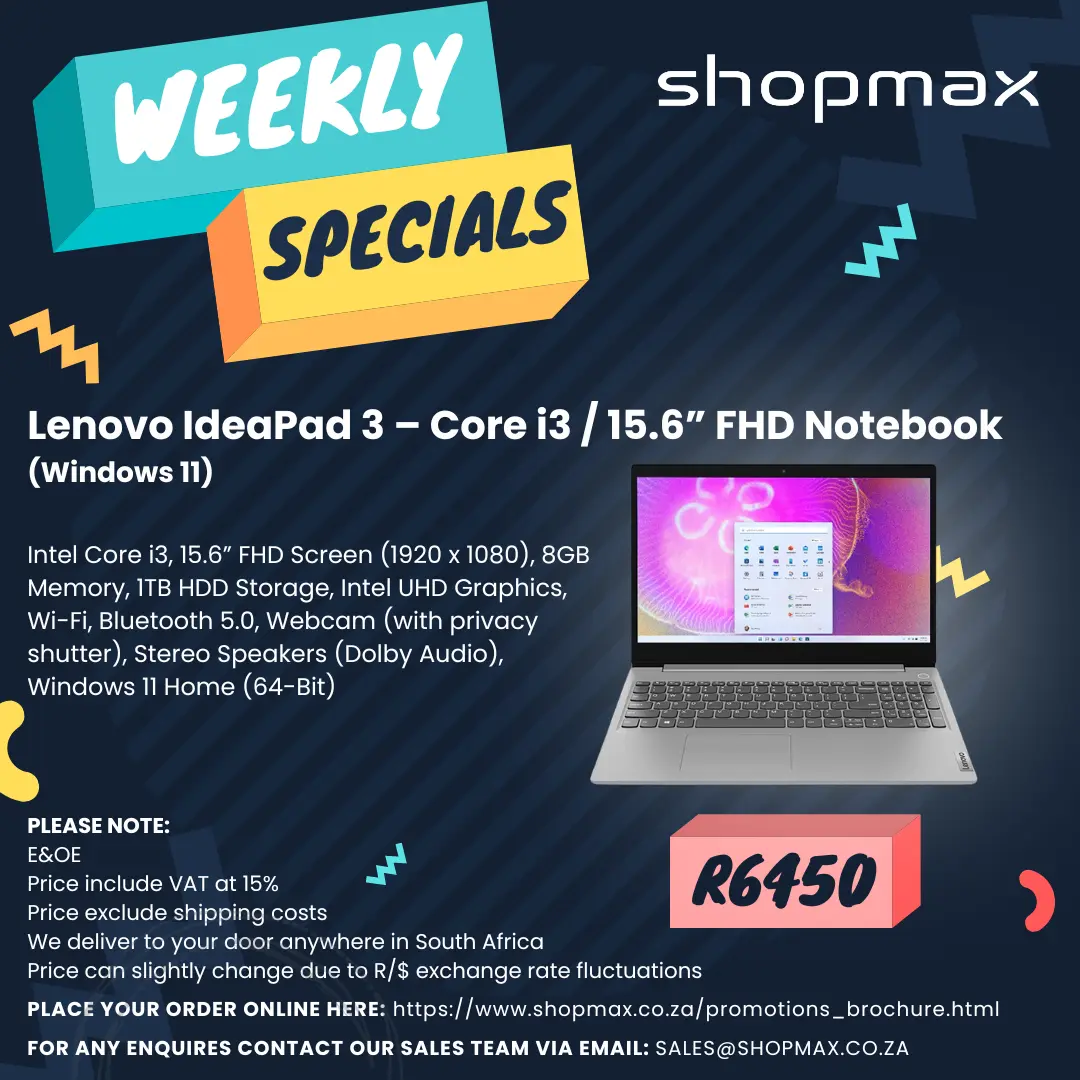 WEEKLY
SPECIALS
shopmax
Lenovo IdeaPad 3 – Core i3 / 15.6” FHD Notebook
(Windows 11)
Intel Core i3, 15.6” FHD Screen (1920 x 1080), 8GB
Memory, 1TB HDD Storage, Intel UHD Graphics,
Wi-Fi, Bluetooth 5.0, Webcam (with privacy
shutter), Stereo Speakers (Dolby Audio),
Windows 11 Home (64-Bit)
Lenovo
PLEASE NOTE:
E&OE
Price include VAT at 15%
Price exclude shipping costs
We deliver to your door anywhere in South Africa
Price can slightly change due to R/$ exchange rate fluctuations
R6450
PLACE YOUR ORDER ONLINE HERE: https://www.shopmax.co.za/promotions_brochure.html
FOR ANY ENQUIRES CONTACT OUR SALES TEAM VIA EMAIL: SALES@SHOPMAX.CO.ZA